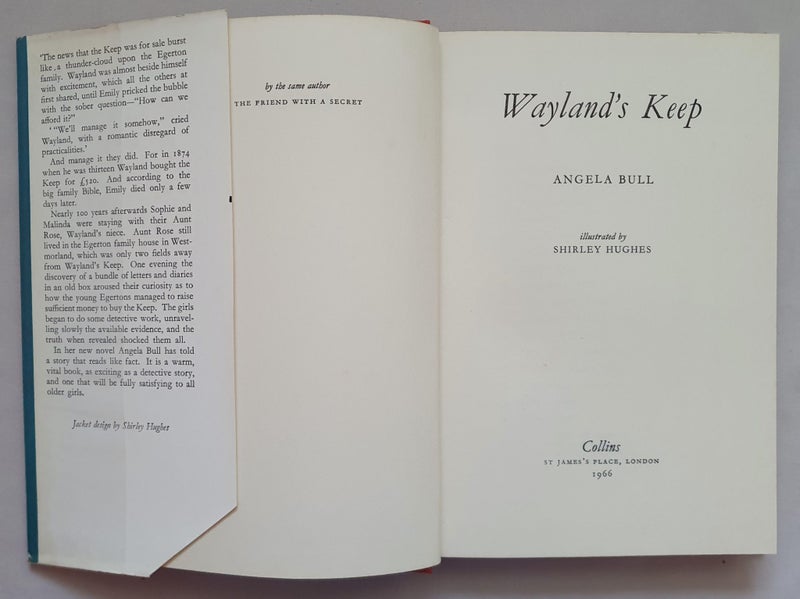 'The news that the Keep was for sale burst
like a thunder-cloud upon the Egerton
family. Wayland was almost beside himself
with excitement, which all the others at
first shared, until Emily pricked the bubble
with the sober question—"How can we
afford it?"
'"We'll manage it somehow," cried
Wayland, with a romantic disregard of
practicalities.'
And manage it they did. For in 1874
when he was thirteen Wayland bought the
Keep for £520. And according to the
big family Bible, Emily died only a few
days later.
Nearly 100 years afterwards Sophie and
Malinda were staying with their Aunt
Rose, Wayland's niece. Aunt Rose still
lived in the Egerton family house in West-
morland, which was only two fields away
from Wayland's Keep. One evening the
discovery of a bundle of letters and diaries
in an old box aroused their curiosity as to
how the young Egertons managed to raise
sufficient money to buy the Keep. The girls
began to do some detective work, unravel-
ling slowly the available evidence, and the
truth when revealed shocked them all.
In her new novel Angela Bull has told
a story that reads like fact. It is a warm,
vital book, as exciting as a detective story,
and one that will be fully satisfying to all
older girls.
Jacket design by Shirley Hughes
by the same author
THE FRIEND WITH A SECRET
Wayland's Keep
ANGELA BULL
illustrated by
SHIRLEY HUGHES
Collins
ST JAMES'S PLACE, LONDON
1966